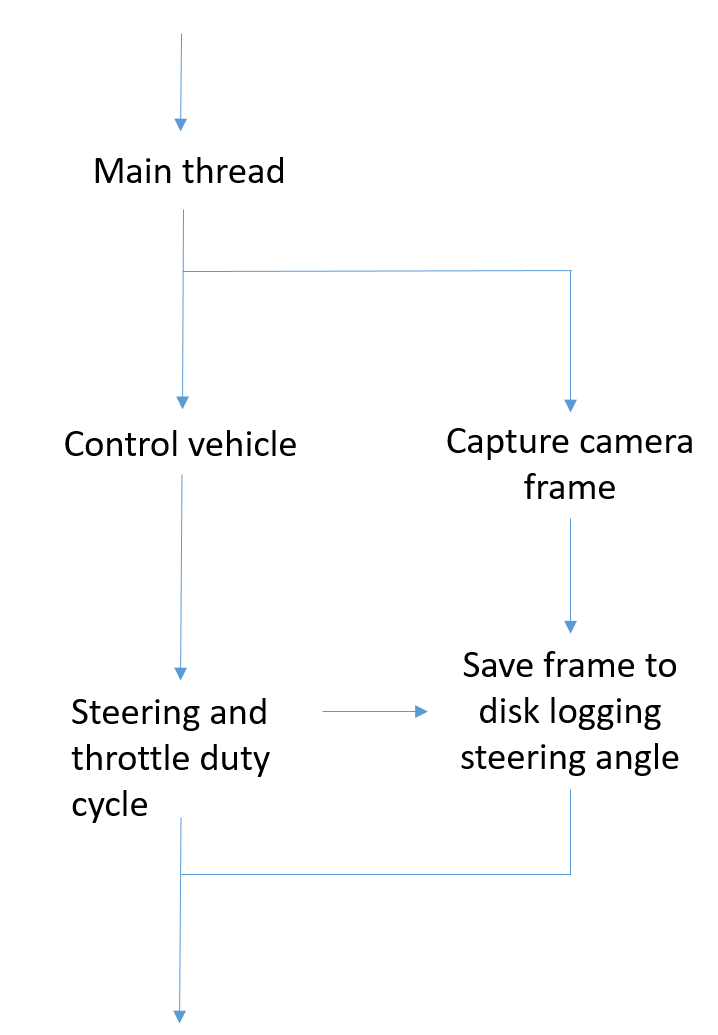 Main thread
Control vehicle
Capture camera
frame
Steering and
throttle duty
cycle
Save frame to
disk logging
steering angle